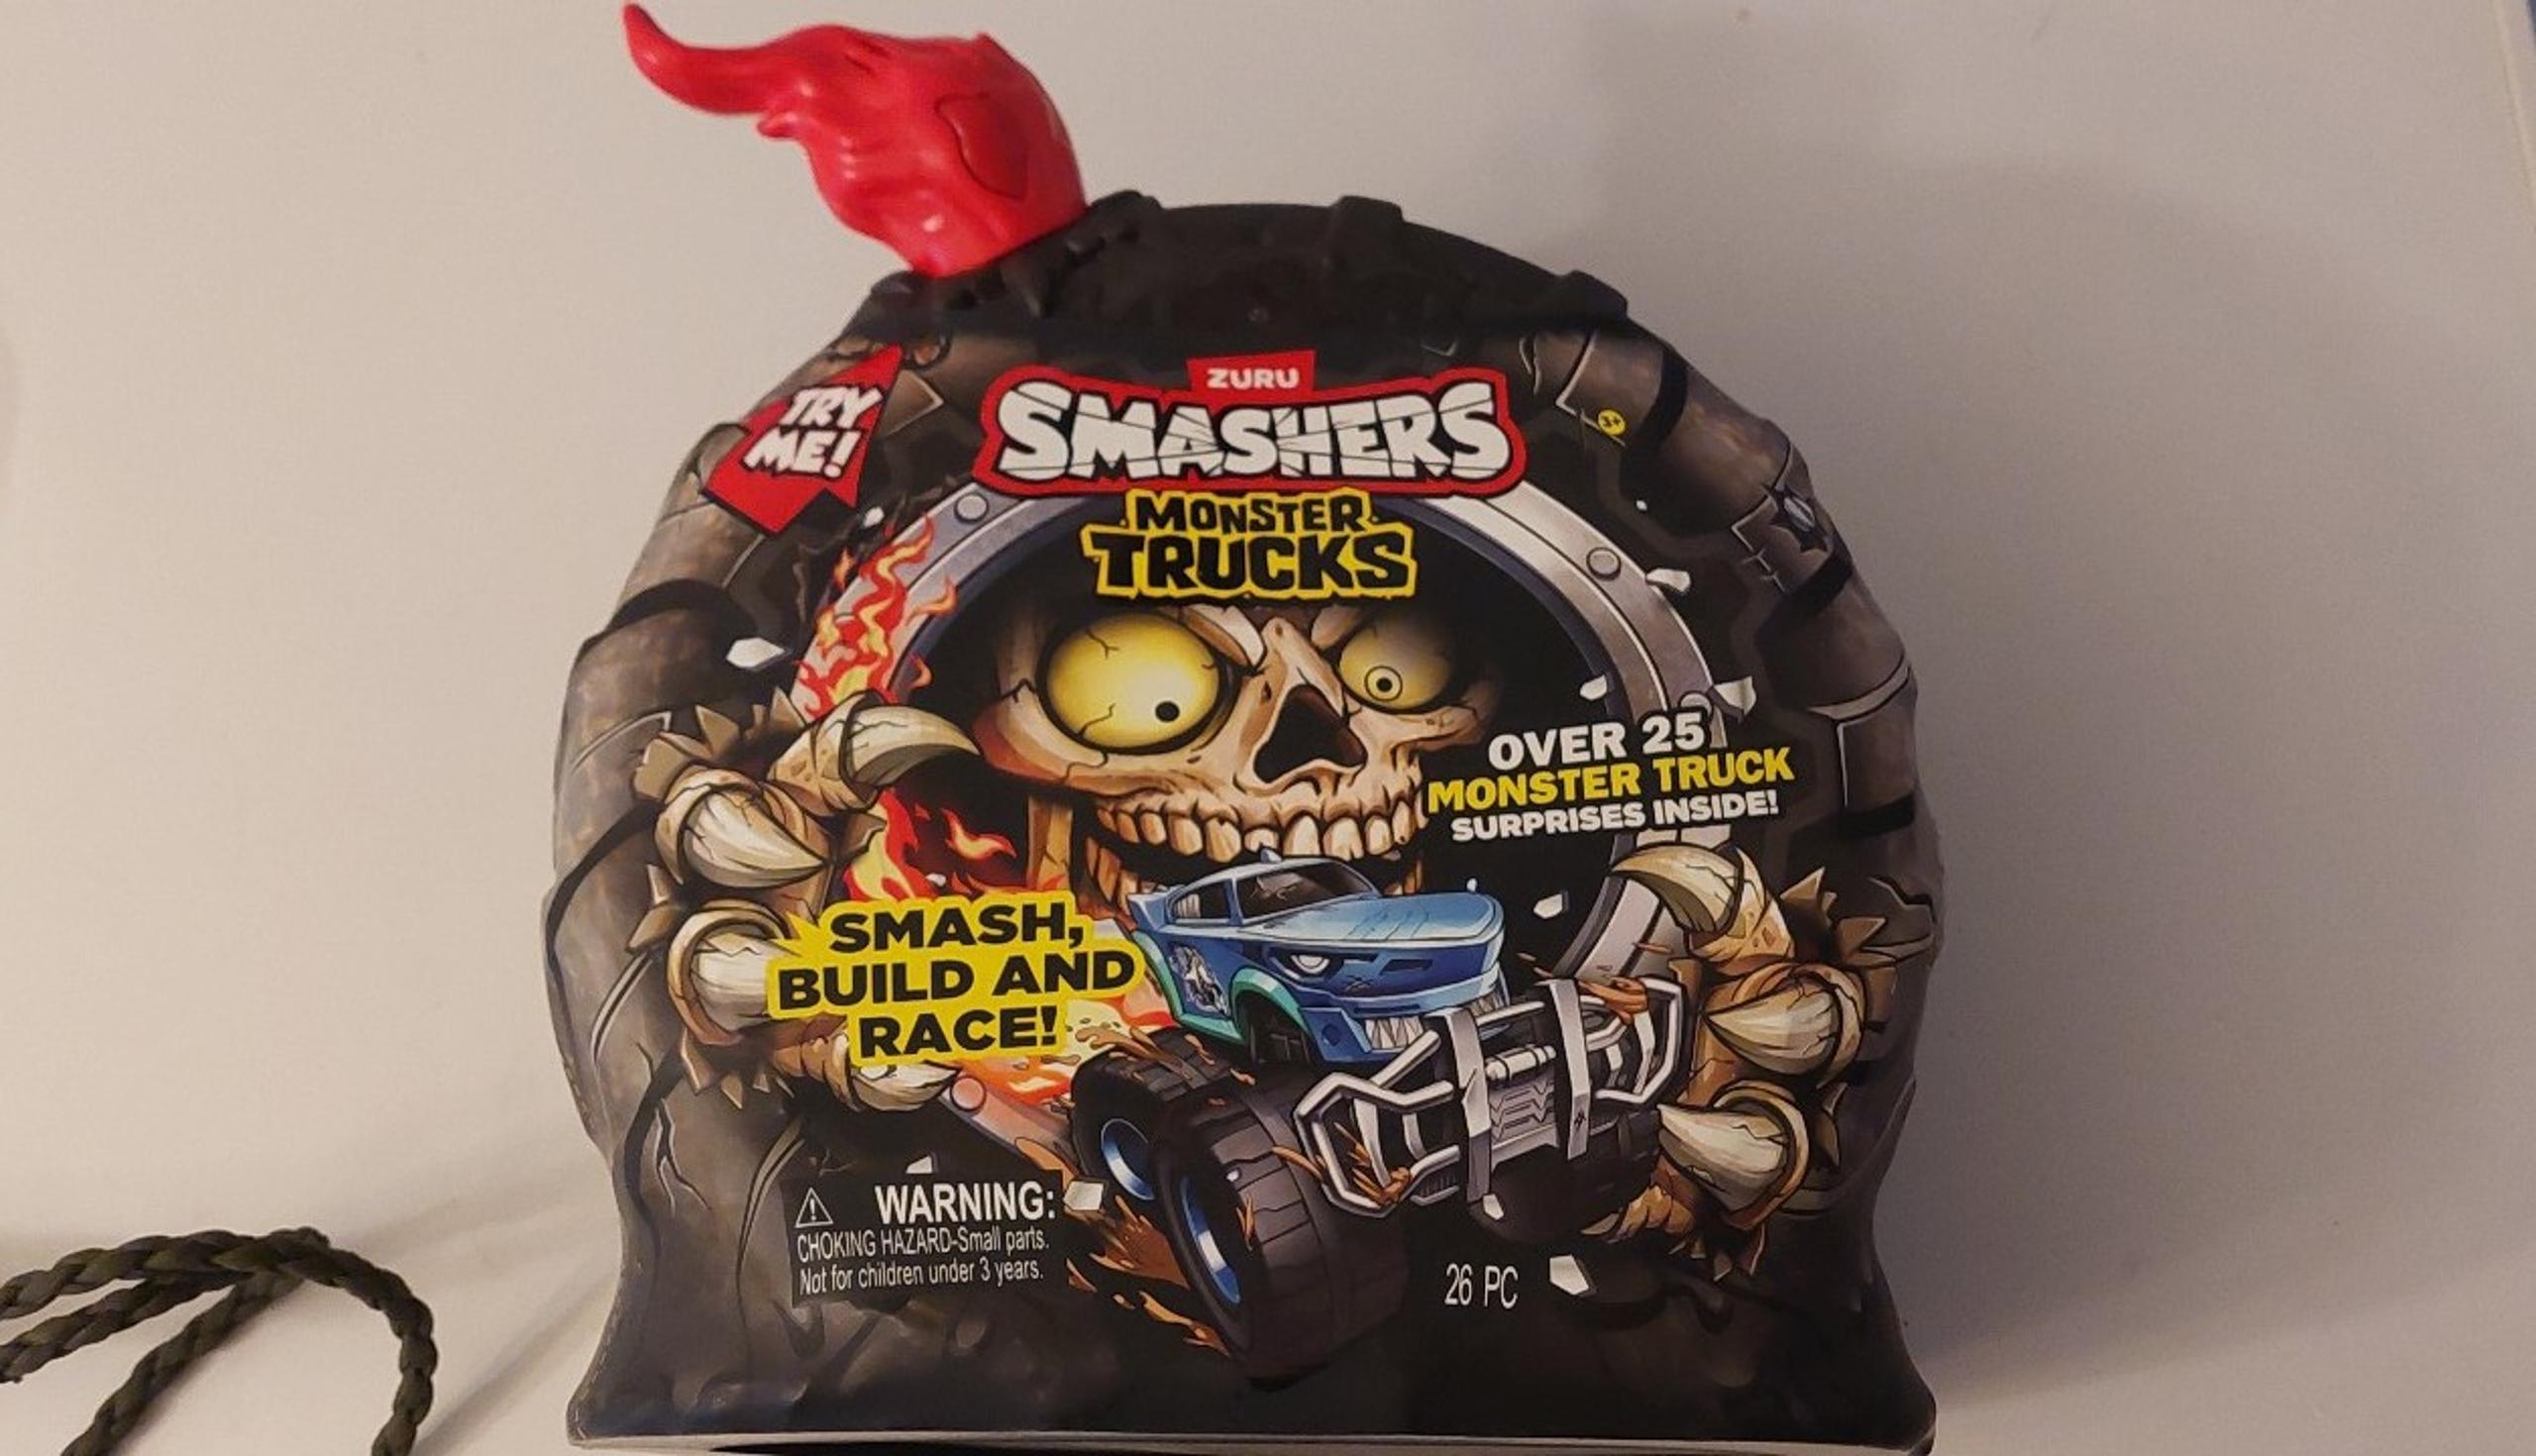 ZURU
SMASHERS
TRY
ME!
3+
MONSTER
TRUCKS
OVER 25
MONSTER TRUCK
SURPRISES INSIDE!
SMASH,
BUILD AND
RACE!
WARNING:
CHOKING HAZARD-Small parts.
Not for children under 3 years.
26 PC